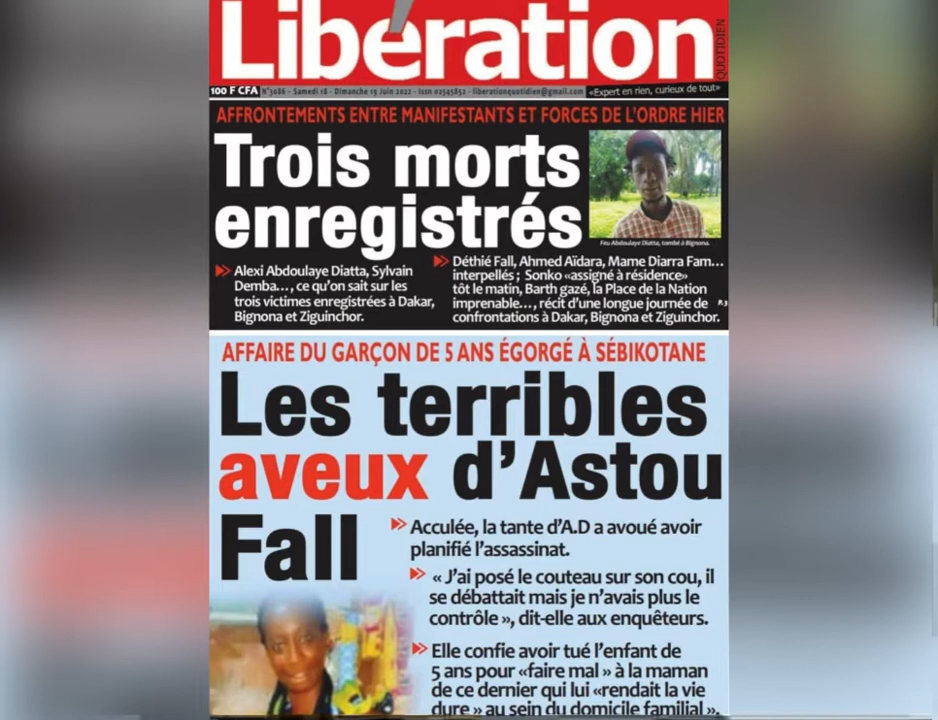 Libération
QUOTIDIEN
100 F CFA N°3086 - Samedi 18 - Dimanche 19 Juin 2022 - Issn 02545852 - liberationquotidien@gmail.com «Expert en rien, curieux de tout»
AFFRONTEMENTS ENTRE MANIFESTANTS ET FORCES DE L'ORDRE HIER
Trois morts
enregistrés
Feu Abdoulaye Diatta, tombé à Bignona.
Alexi Abdoulaye Diatta, Sylvain
Demba…, ce qu'on sait sur les
trois victimes enregistrées à Dakar,
Bignona et Ziguinchor.
Déthié Fall, Ahmed Aïdara, Mame Diarra Fam…
interpellés ; Sonko «assigné à résidence»
tôt le matin, Barth gazé, la Place de la Nation
imprenable…, récit d'une longue journée de
confrontations à Dakar, Bignona et Ziguinchor.
AFFAIRE DU GARÇON DE 5 ANS ÉGORGÉ À SÉBIKOTANE
Les terribles
aveux d'Astou
Fall
Acculée, la tante d'A.D a avoué avoir
planifié l'assassinat.
« J'ai posé le couteau sur son cou, il
se débattait mais je n'avais plus le
contrôle », dit-elle aux enquêteurs.
Elle confie avoir tué l'enfant de
5 ans pour «faire mal » à la maman
de ce dernier qui lui «rendait la vie
dure » au sein du domicile familial ».